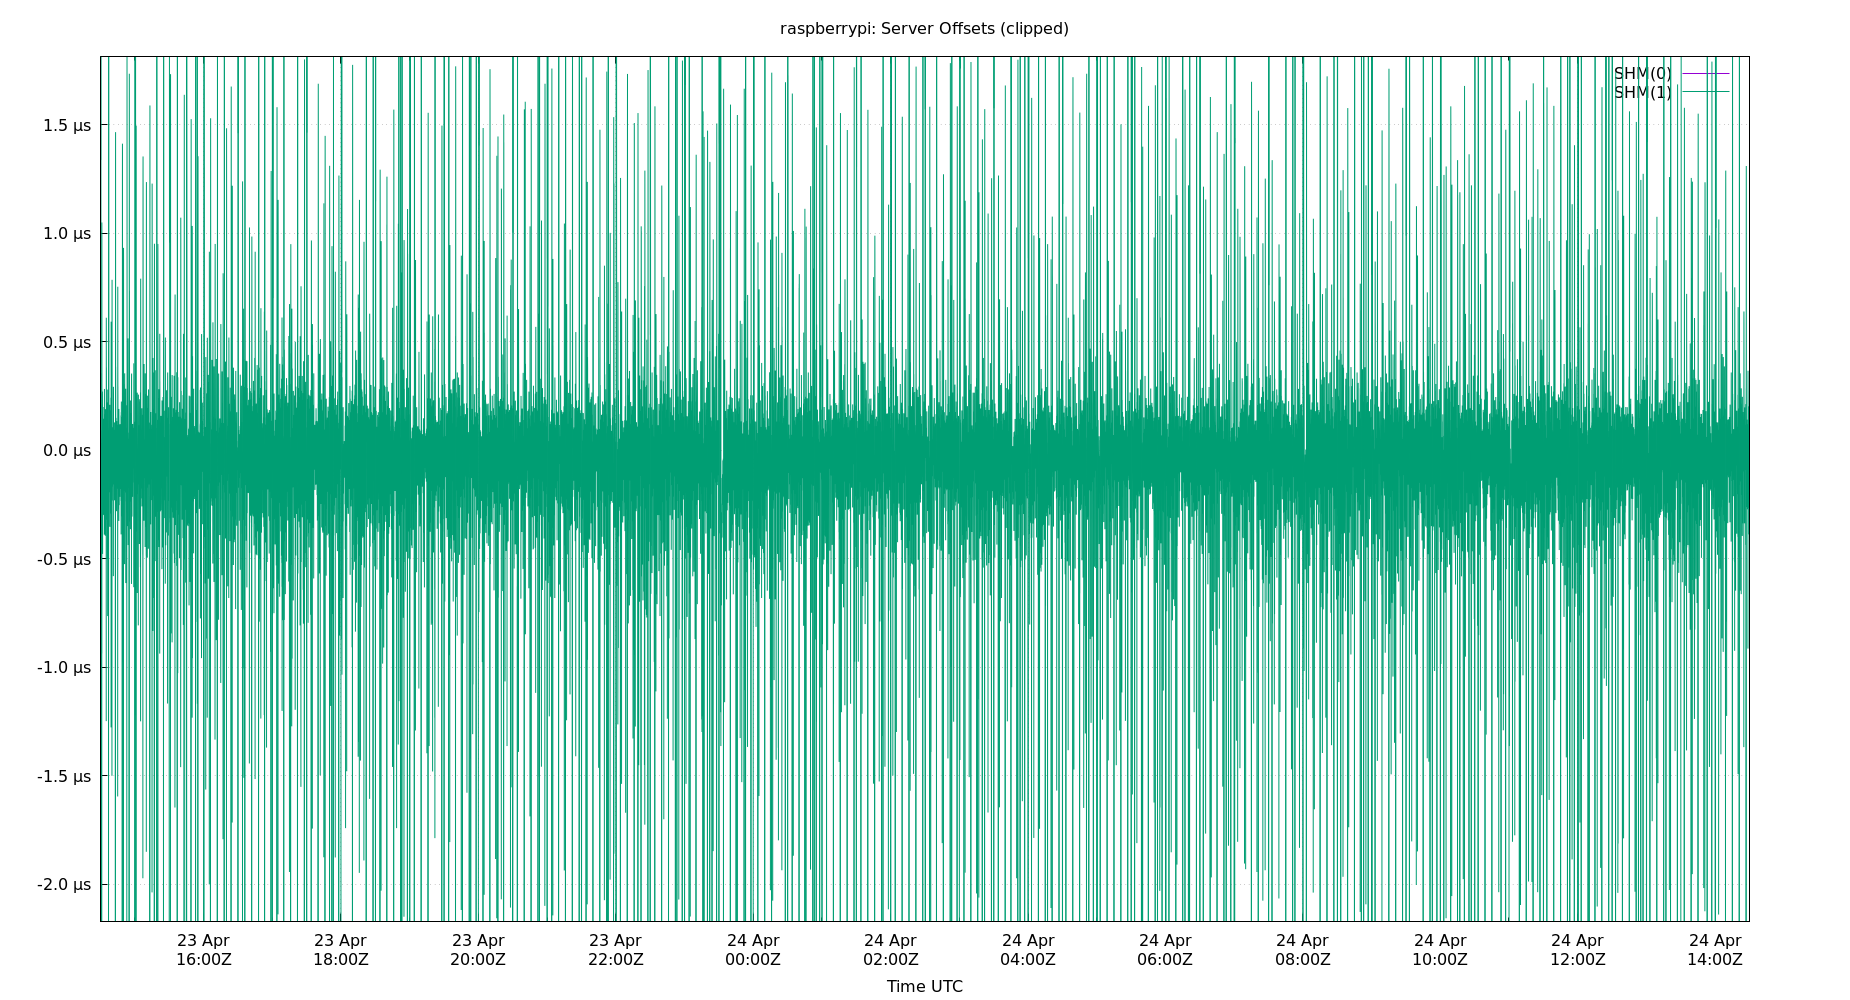 raspberrypi: Server Offsets (clipped)
SHM(0)
SHM(1)
1.5 µs
1.0 µs
0.5 µs
0.0 µs
-0.5 µs
-1.0 µs
-1.5 µs
-2.0 µs
23 Apr 23 Apr 23 Apr 23 Apr 24 Apr 24 Apr 24 Apr 24 Apr 24 Apr 24 Apr 24 Apr 24 Apr
16:00Z 18:00Z 20:00Z 22:00Z 00:00Z 02:00Z 04:00Z 06:00Z 08:00Z 10:00Z 12:00Z 14:00Z
Time UTC